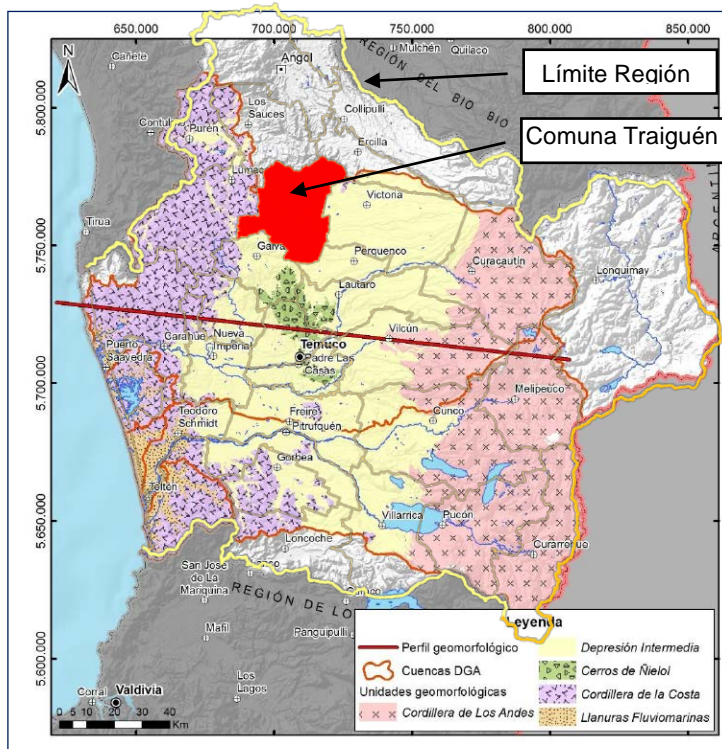 650.000 700.000 750.000 800.000 850.000
N
5.800.000
5.750.000
5.700.000
5.650.000
5.600.000
Límite Región
Comuna Traiguén
REGIÓN DEL BIO BIO
Cañete
Angol
Mulchén
Quilaco
Los
Sauces
Collipulli
Purén
Ercilla
Lumaco
Tirua
Victoria
Galva
Perquenco
Curacautín
Lonquimay
Lautaro
Carahue
Nueva
Imperial
Vilcún
Puerto
Saavedra
Temuco
Padre Las
Casas
Melipeuco
Teodoro
Schmidt
Freire
Cunco
Pitrufquén
Gorbea
Toltén
Villarrica
Pucón
Curarrehue
Loncoche
San José
de La
Mariquina
REGIÓN DE LO
Mafil
Panguipulli
Los
Lagos
Corral
Valdivia
0 5 10 20 30 40
Km
Leyenda
Perfil geomorfológico
Cuencas DGA
Unidades geomorfológicas
Cordillera de Los Andes
Depresión Intermedia
Cerros de Ñielol
Cordillera de la Costa
Llanuras Fluviomarinas